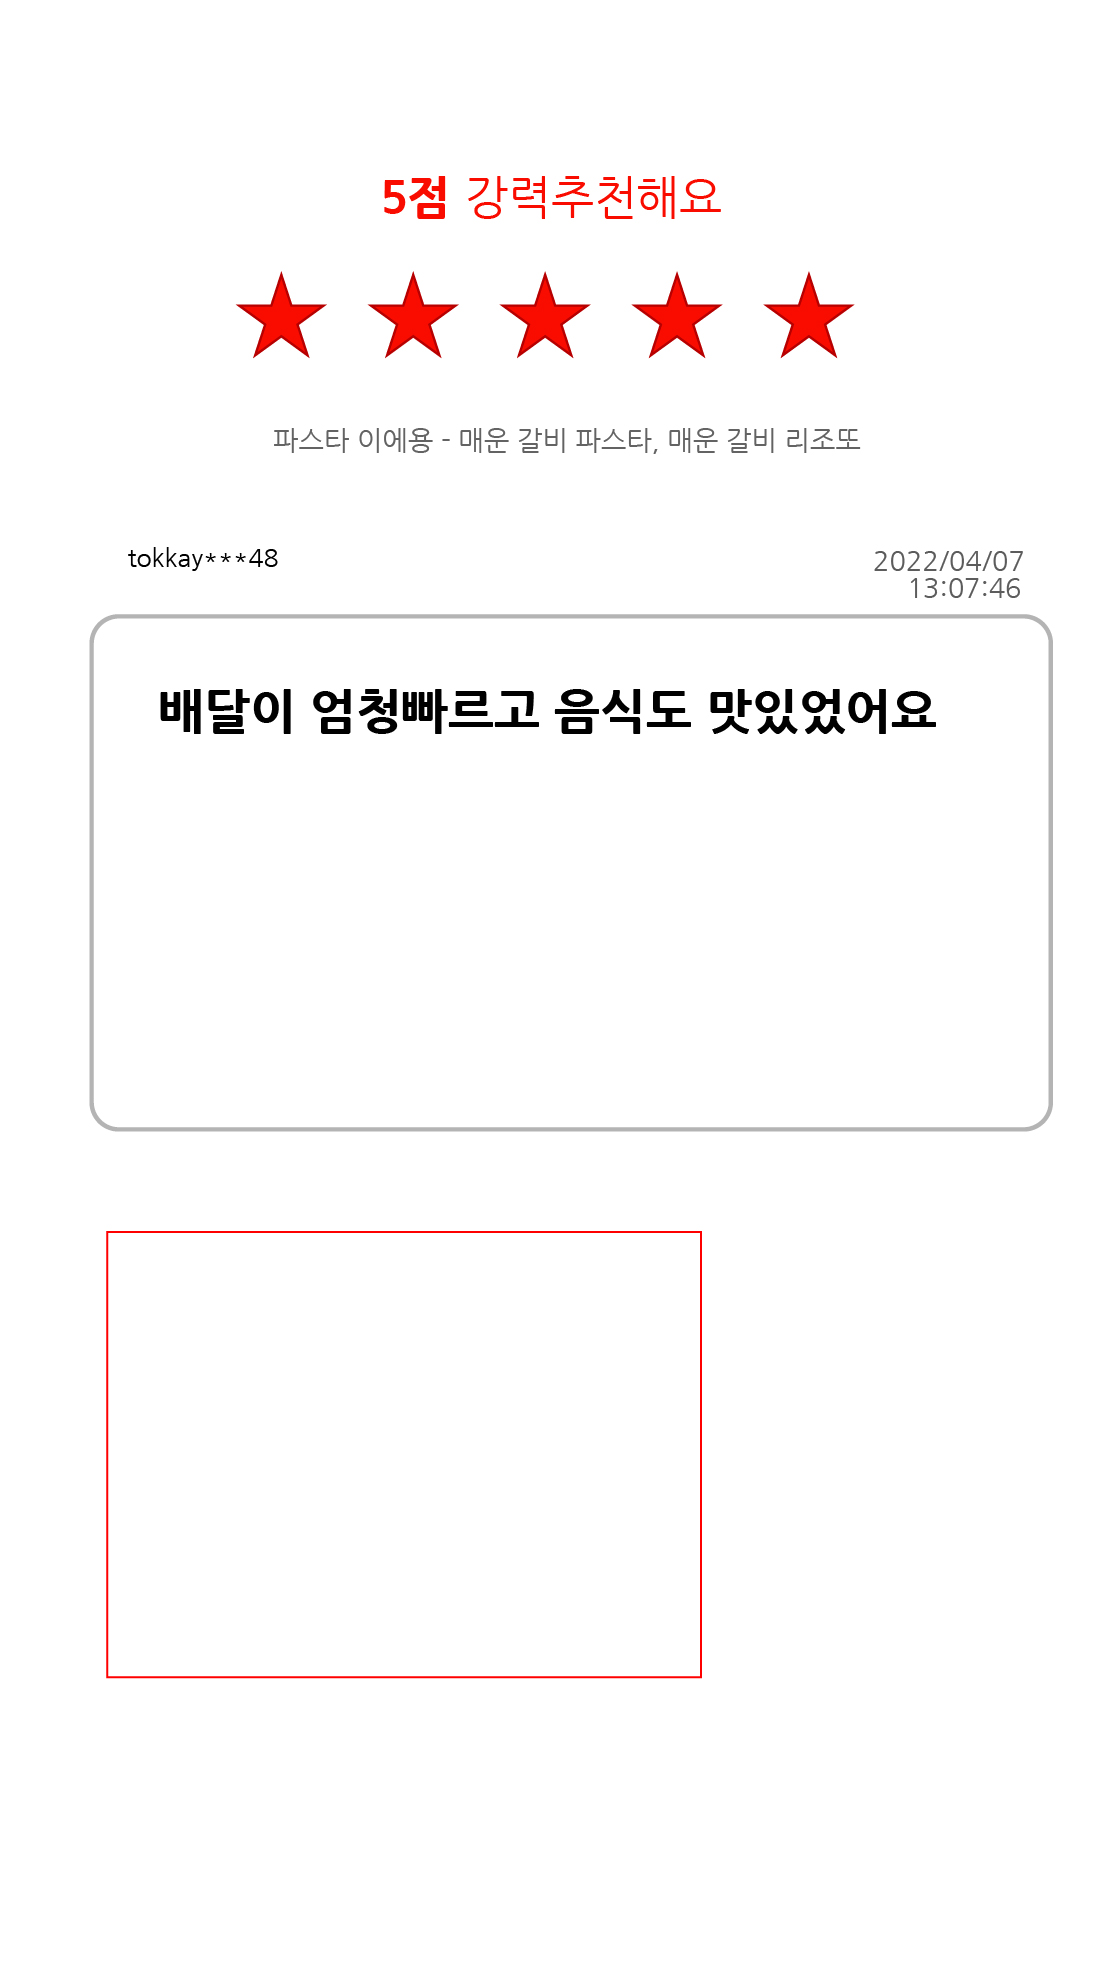 5점 강력추천해요
파스타 이에용 - 매운 갈비 파스타, 매운 갈비 리조또
tokkay***48
2022/04/07
13:07:46
배달이 엄청빠르고 음식도 맛있었어요